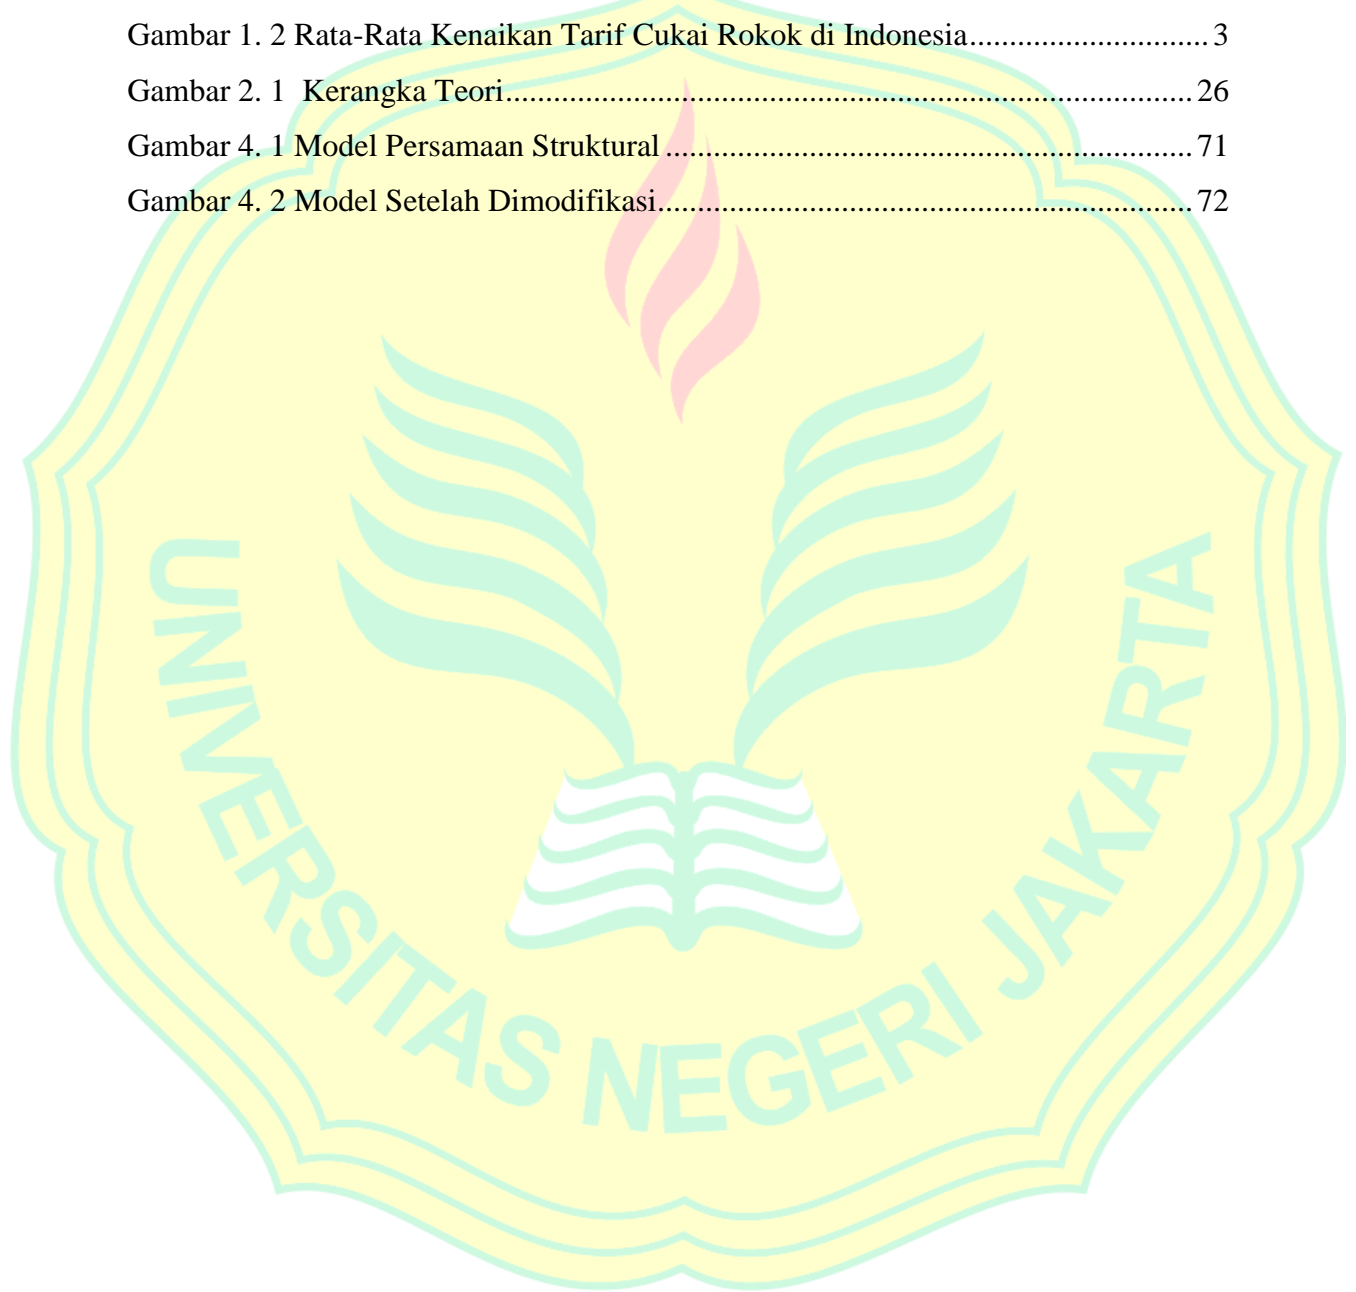 Gambar 1. 2 Rata-Rata Kenaikan Tarif Cukai Rokok di Indonesia............................. 3
Gambar 2. 1  Kerangka Teori..................................................................................... 26
Gambar 4. 1 Model Persamaan Struktural ................................................................. 71
Gambar 4. 2 Model Setelah Dimodifikasi.................................................................. 72
UNIVERSITAS NEGERI JAKARTA